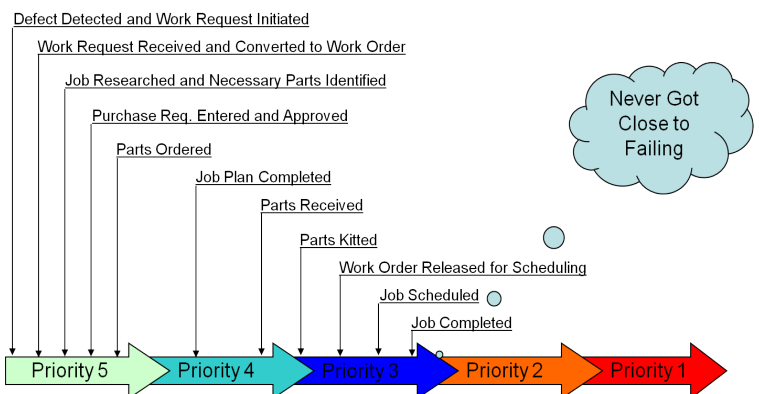 Defect Detected and Work Request Initiated
Work Request Received and Converted to Work Order
Job Researched and Necessary Parts Identified
Purchase Req. Entered and Approved
Parts Ordered
Job Plan Completed
Parts Received
Parts Kitted
Work Order Released for Scheduling
Job Scheduled
Job Completed
Never Got
Close to
Failing
Priority 5
Priority 4
Priority 3
Priority 2
Priority 1